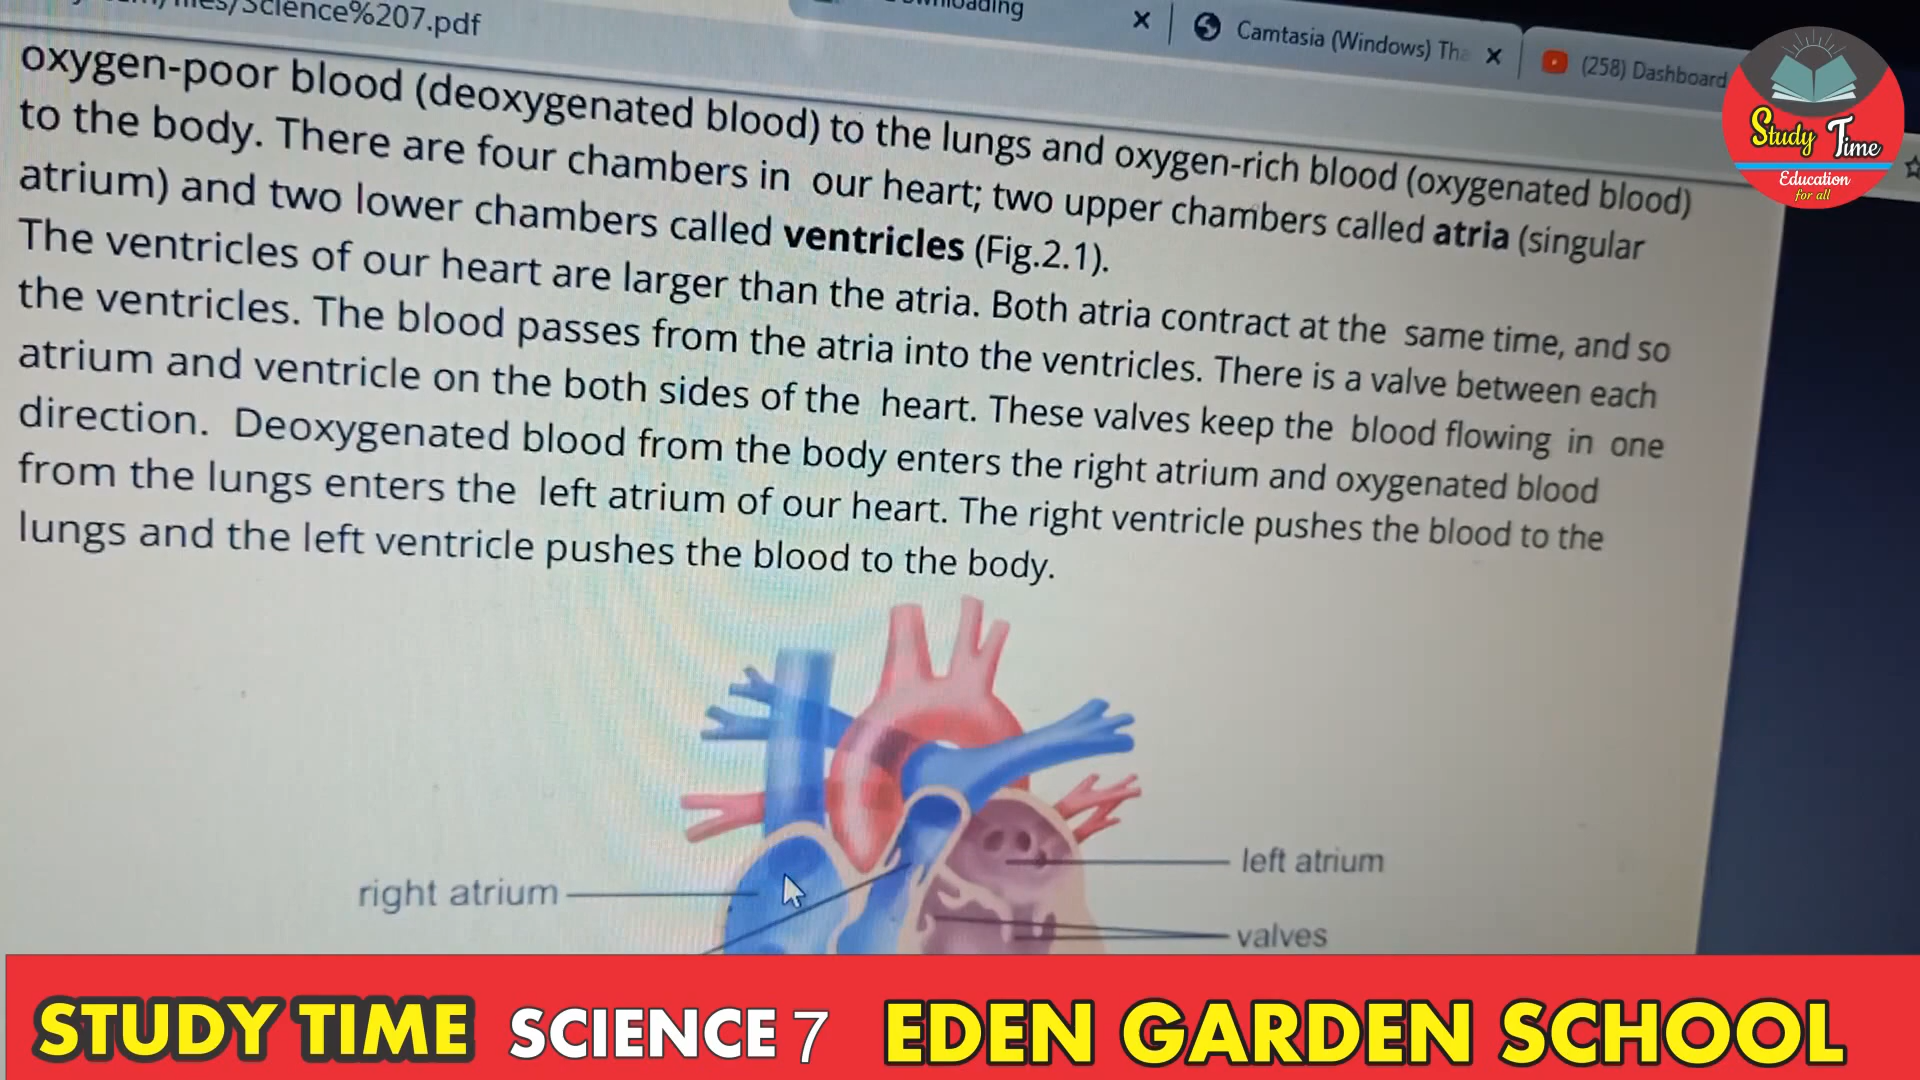 Science%207.pdf
Camtasia (Windows) Tha
(258) Dashboard
Study Time
Education
for all
oxygen-poor blood (deoxygenated blood) to the lungs and oxygen-rich blood (oxygenated blood)
to the body. There are four chambers in our heart; two upper chambers called atria (singular
atrium) and two lower chambers called ventricles (Fig.2.1).
The ventricles of our heart are larger than the atria. Both atria contract at the same time, and so
the ventricles. The blood passes from the atria into the ventricles. There is a valve between each
atrium and ventricle on the both sides of the heart. These valves keep the blood flowing in one
direction. Deoxygenated blood from the body enters the right atrium and oxygenated blood
from the lungs enters the left atrium of our heart. The right ventricle pushes the blood to the
lungs and the left ventricle pushes the blood to the body.
left atrium
right atrium
valves
STUDY TIME SCIENCE 7 EDEN GARDEN SCHOOL